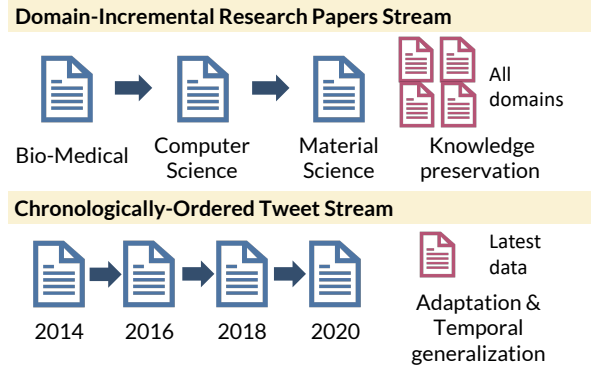 Domain-Incremental Research Papers Stream
All
domains
Bio-Medical
Computer
Science
Material
Science
Knowledge
preservation
Chronologically-Ordered Tweet Stream
Latest
data
2014
2016
2018
2020
Adaptation &
Temporal
generalization